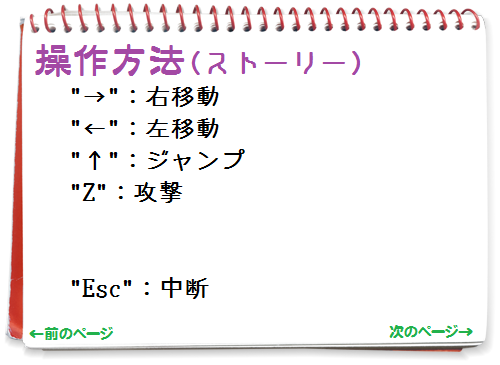 操作方法(ストーリー)
"→"：右移動
"←"：左移動
"↑"：ジャンプ
"Z"：攻撃
"Esc"：中断
←前のページ
次のページ→